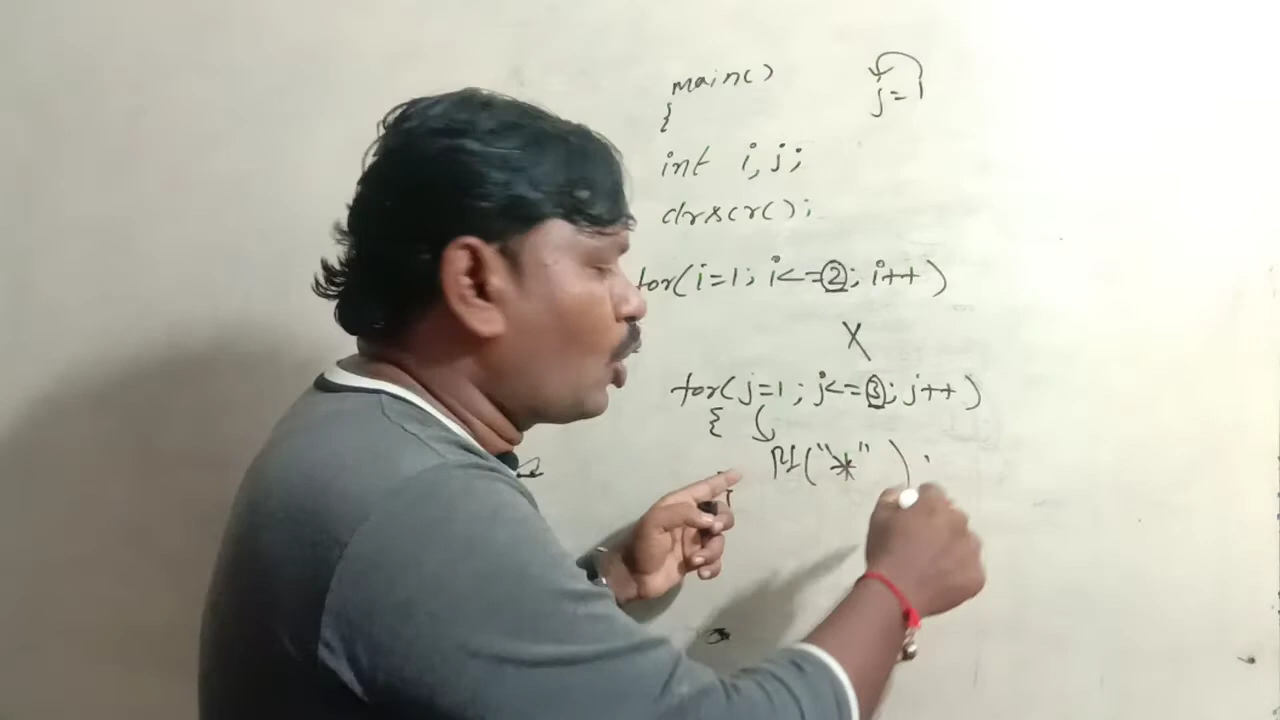 main()
j=1
{
int i,j;
clrscr();
for(i=1; i<=2; i++)
X
for(j=1; j<=3; j++)
{
Pf("*");